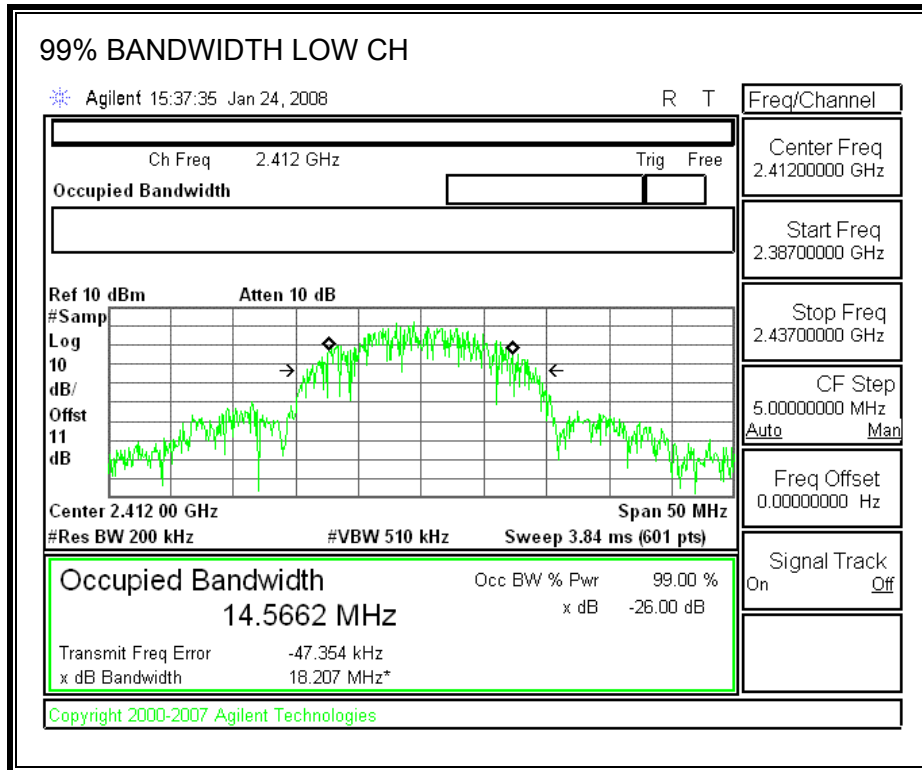 99% BANDWIDTH LOW CH
Agilent 15:37:35 Jan 24, 2008 R T
Freq/Channel
Ch Freq 2.412 GHz Trig Free
Occupied Bandwidth
Center Freq
2.41200000 GHz
Start Freq
2.38700000 GHz
Stop Freq
2.43700000 GHz
CF Step
5.00000000 MHz
Auto Man
Freq Offset
0.00000000 Hz
Signal Track
On Off
Ref 10 dBm Atten 10 dB
#Samp
Log
10
dB/
Offst
11
dB
Center 2.412 00 GHz Span 50 MHz
#Res BW 200 kHz #VBW 510 kHz Sweep 3.84 ms (601 pts)
Occupied Bandwidth Occ BW % Pwr 99.00 %
14.5662 MHz x dB -26.00 dB
Transmit Freq Error -47.354 kHz
x dB Bandwidth 18.207 MHz*
Copyright 2000-2007 Agilent Technologies